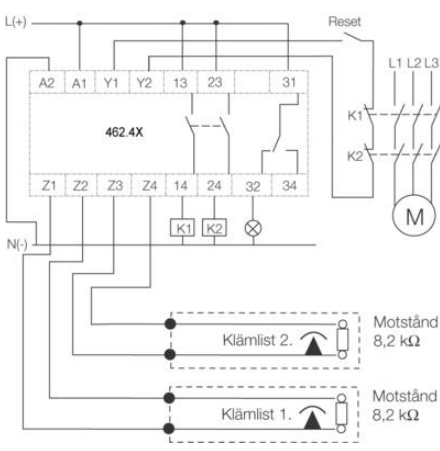 L(+)
Reset
A2 A1 Y1 Y2 13 23 31
L1 L2 L3
462.4X
K1
K2
Z1 Z2 Z3 Z4 14 24 32 34
K1 K2
M
N(-)
Klämlist 2.
Motstånd
8,2 kΩ
Klämlist 1.
Motstånd
8,2 kΩ